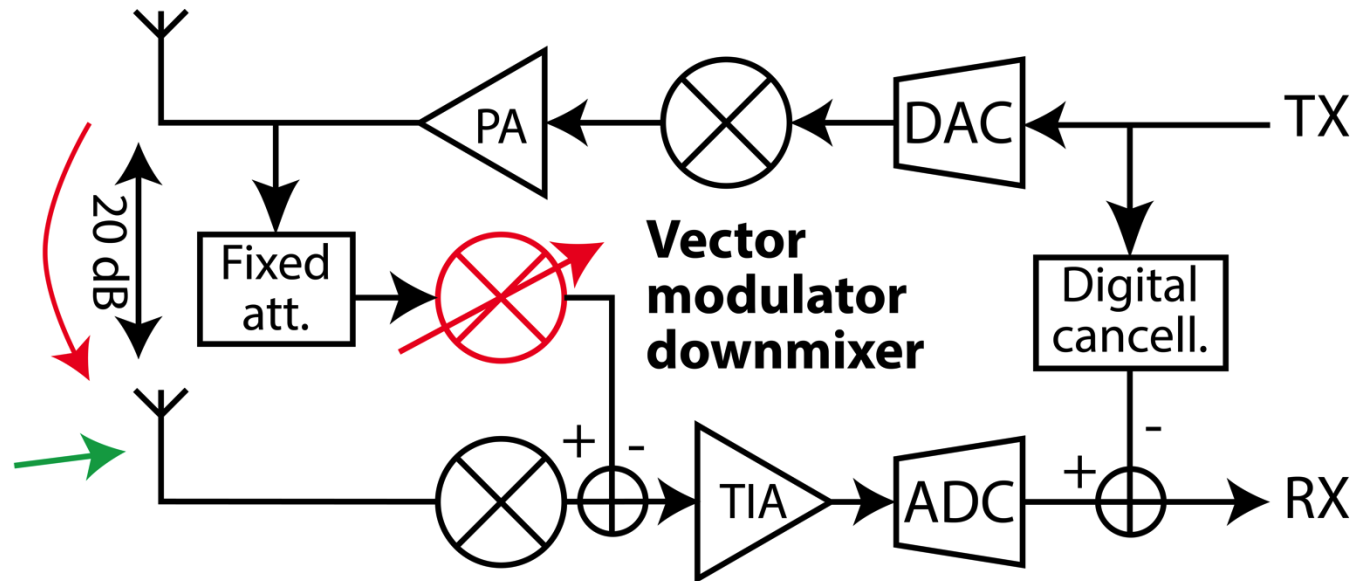 PA
DAC
TX
20 dB
Fixed
att.
Vector
modulator
downmixer
Digital
cancell.
+
-
TIA
ADC
+
-
RX